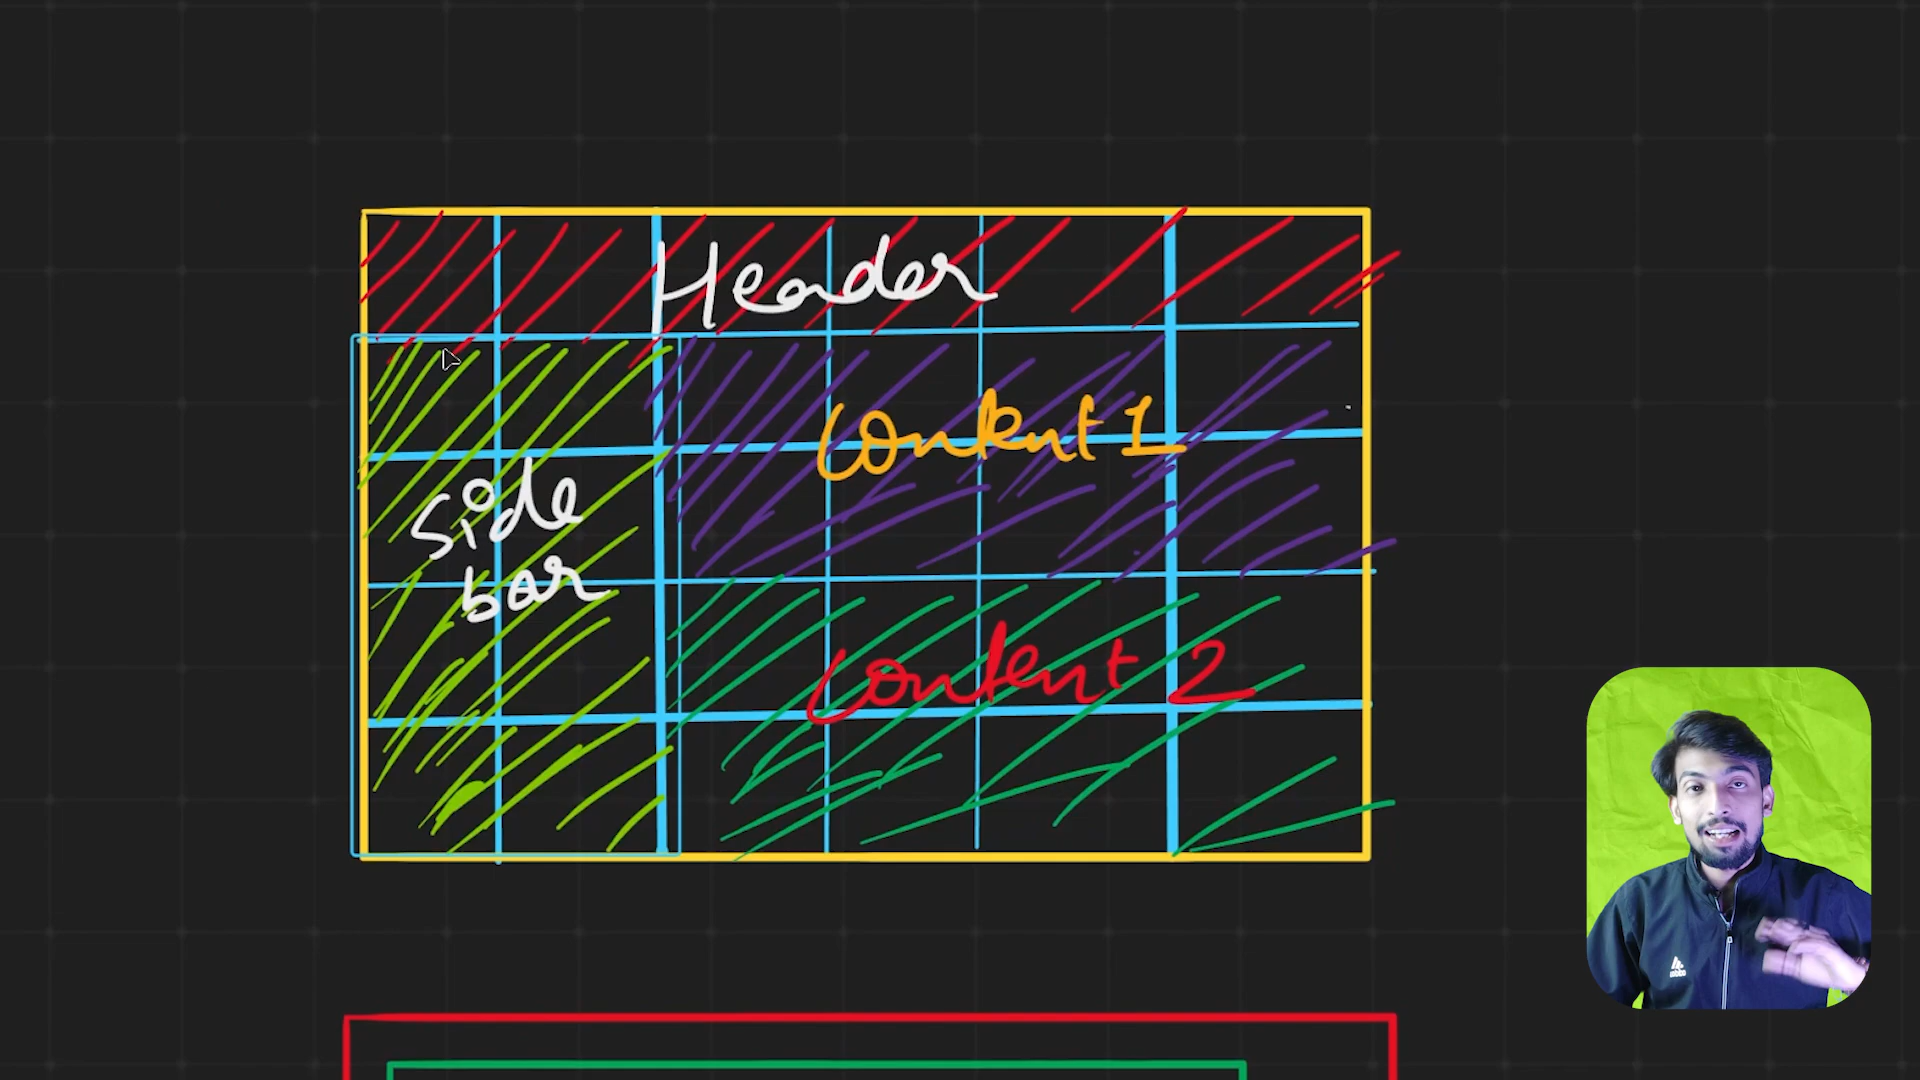 Header
Content 1
Side
bar
Content 2